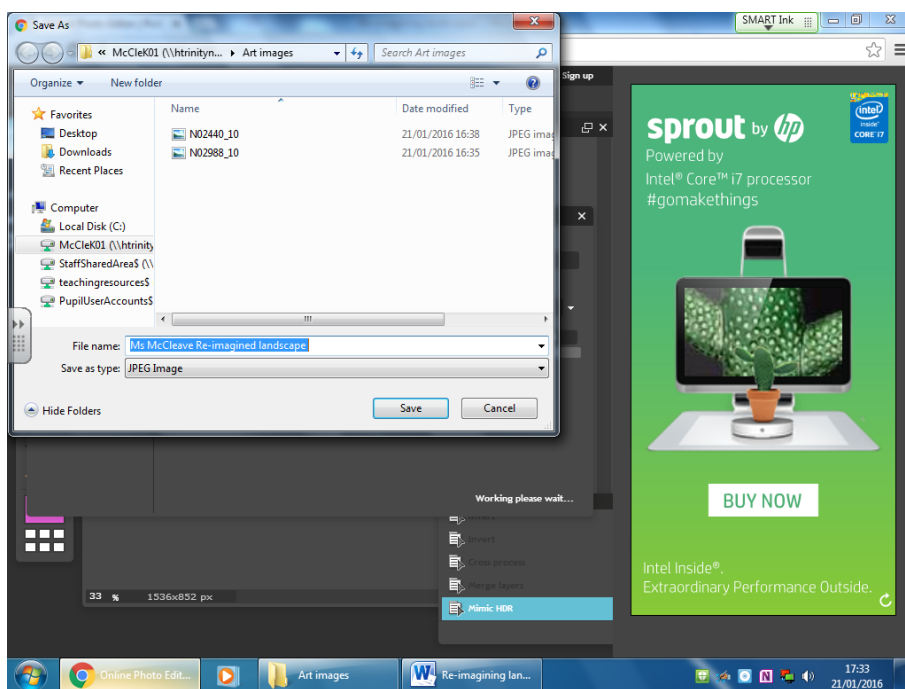 Save As
SMART Ink
« McCleK01 (\\htrinityn... ▸ Art images
Search Art images
Organize
New folder
Sign up
Favorites
Desktop
Downloads
Recent Places
Computer
Local Disk (C:)
McCleK01 (\\htrinity
StaffSharedArea$ (\\
teachingresources$
PupilUserAccounts$
Name
Date modified
Type
N02440_10
21/01/2016 16:38
JPEG imag
N02988_10
21/01/2016 16:35
JPEG imag
File name: Ms McCleave Re-imagined landscape
Save as type: JPEG Image
Hide Folders
Save
Cancel
Working please wait...
Invert
Cross process
Merge layers
Mimic HDR
33 %
1536x852 px
sprout by hp
intel
inside
CORE i7
Powered by
Intel® Core™ i7 processor
#gomakethings
BUY NOW
Intel Inside®.
Extraordinary Performance Outside.
Online Photo Edit...
Art images
Re-imagining lan...
17:33
21/01/2016